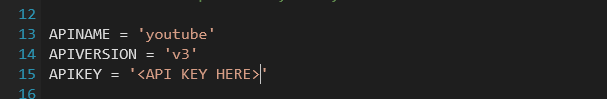 12
13 APINAME = 'youtube'
14 APIVERSION = 'v3'
15 APIKEY = '<API KEY HERE>'
16